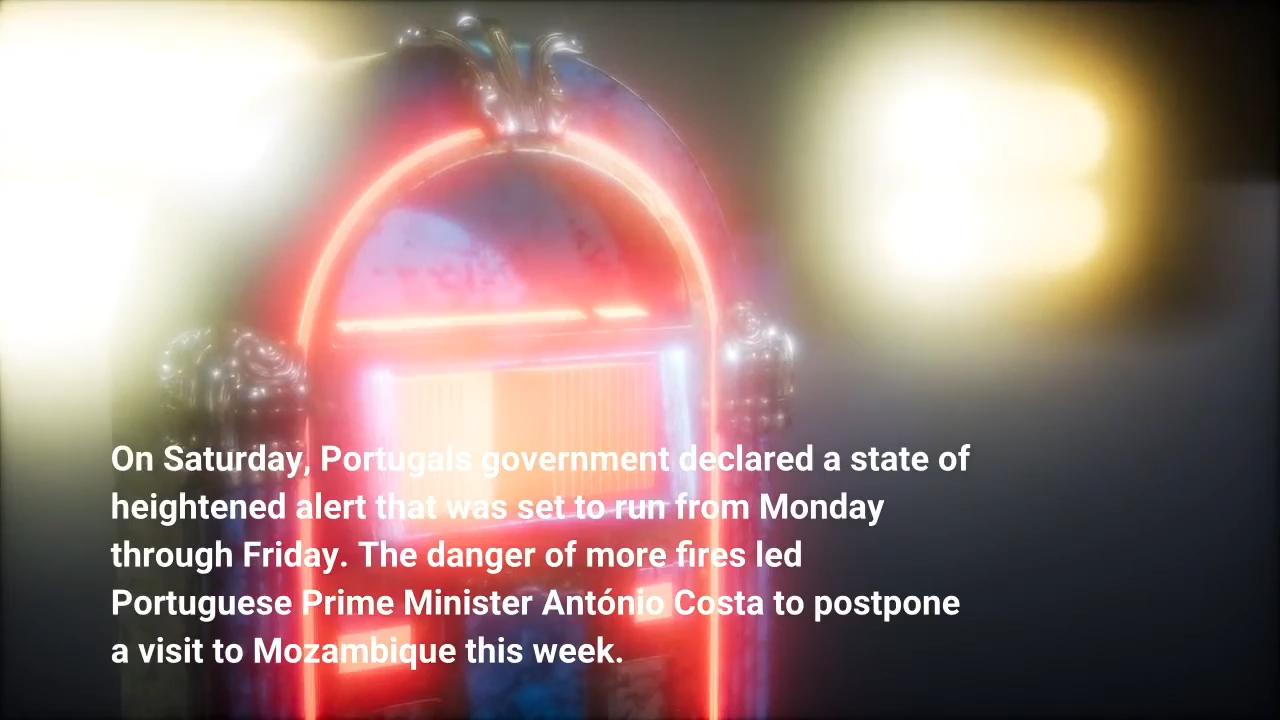 On Saturday, Portugals government declared a state of
heightened alert that was set to run from Monday
through Friday. The danger of more fires led
Portuguese Prime Minister António Costa to postpone
a visit to Mozambique this week.